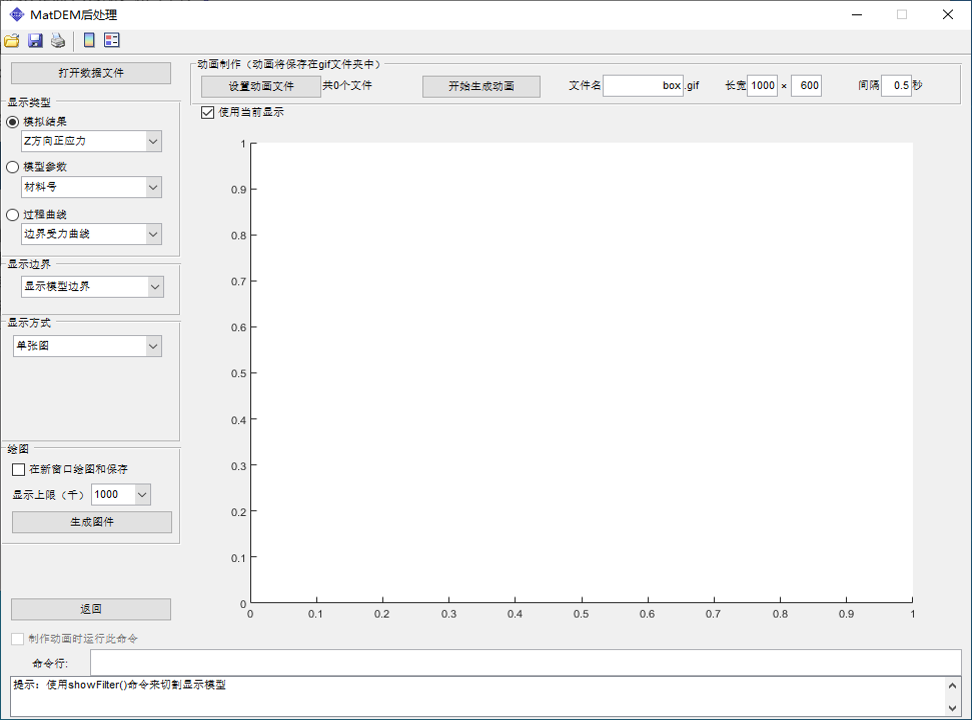 MatDEM后处理
打开数据文件
动画制作（动画将保存在gif文件夹中）
设置动画文件 共0个文件 开始生成动画 文件名 box .gif 长宽 1000 × 600 间隔 0.5 秒
使用当前显示
显示类型
模拟结果
Z方向正应力
模型参数
材料号
过程曲线
边界受力曲线
显示边界
显示模型边界
显示方式
单张图
绘图
在新窗口绘图和保存
显示上限（千） 1000
生成图件
返回
制作动画时运行此命令
1
0.9
0.8
0.7
0.6
0.5
0.4
0.3
0.2
0.1
0
0 0.1 0.2 0.3 0.4 0.5 0.6 0.7 0.8 0.9 1
命令行:
提示：使用showFilter()命令来切割显示模型